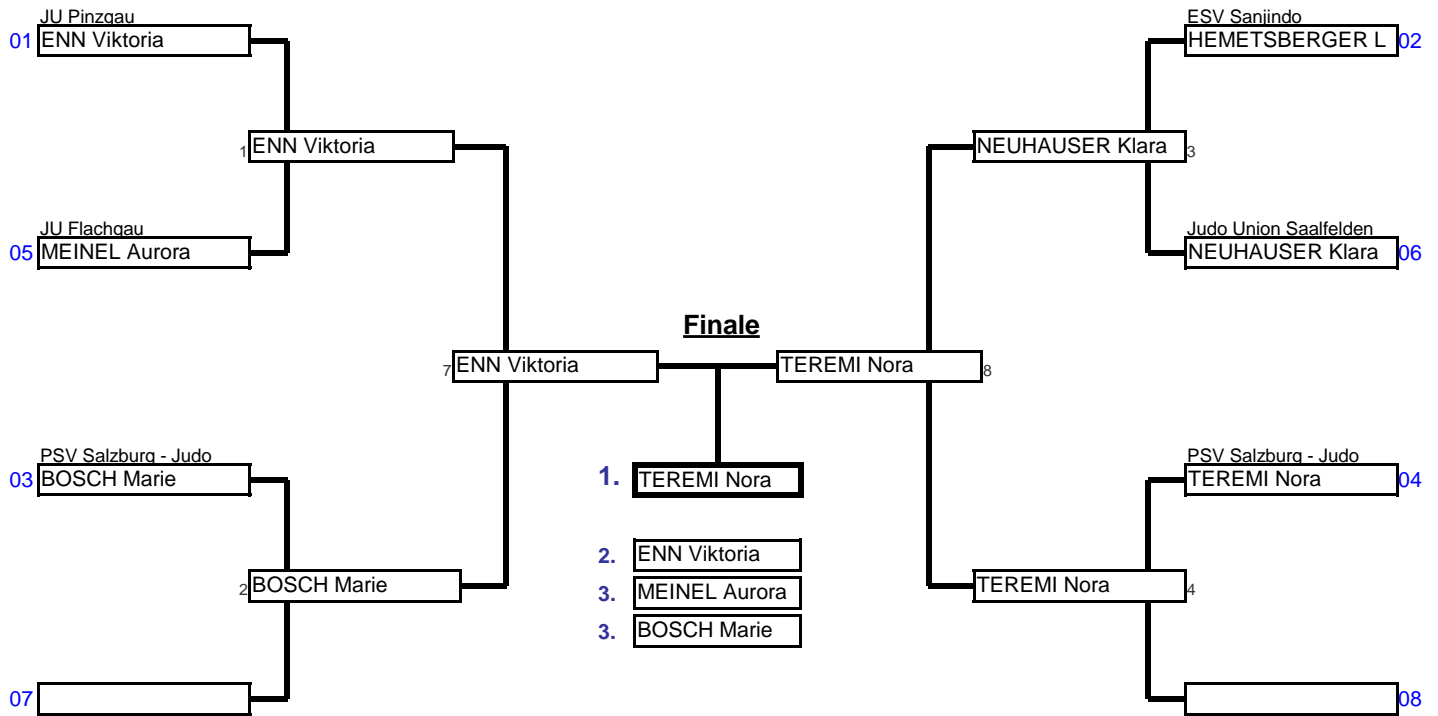 JU Pinzgau
01 ENN Viktoria
ESV Sanjindo
HEMETSBERGER L 02
1 ENN Viktoria
NEUHAUSER Klara 3
JU Flachgau
05 MEINEL Aurora
Judo Union Saalfelden
NEUHAUSER Klara 06
Finale
7 ENN Viktoria
TEREMI Nora 8
PSV Salzburg - Judo
03 BOSCH Marie
1. TEREMI Nora
PSV Salzburg - Judo
TEREMI Nora 04
2. ENN Viktoria
2 BOSCH Marie
3. MEINEL Aurora
TEREMI Nora 4
3. BOSCH Marie
07
08